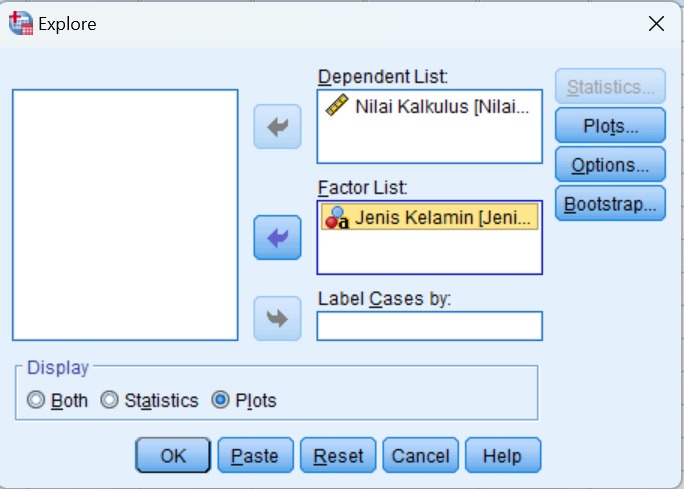 Explore
Dependent List:
Nilai Kalkulus [Nilai...
Statistics...
Plots...
Options...
Bootstrap...
Factor List:
Jenis Kelamin [Jeni...
Label Cases by:
Display
Both Statistics Plots
OK Paste Reset Cancel Help